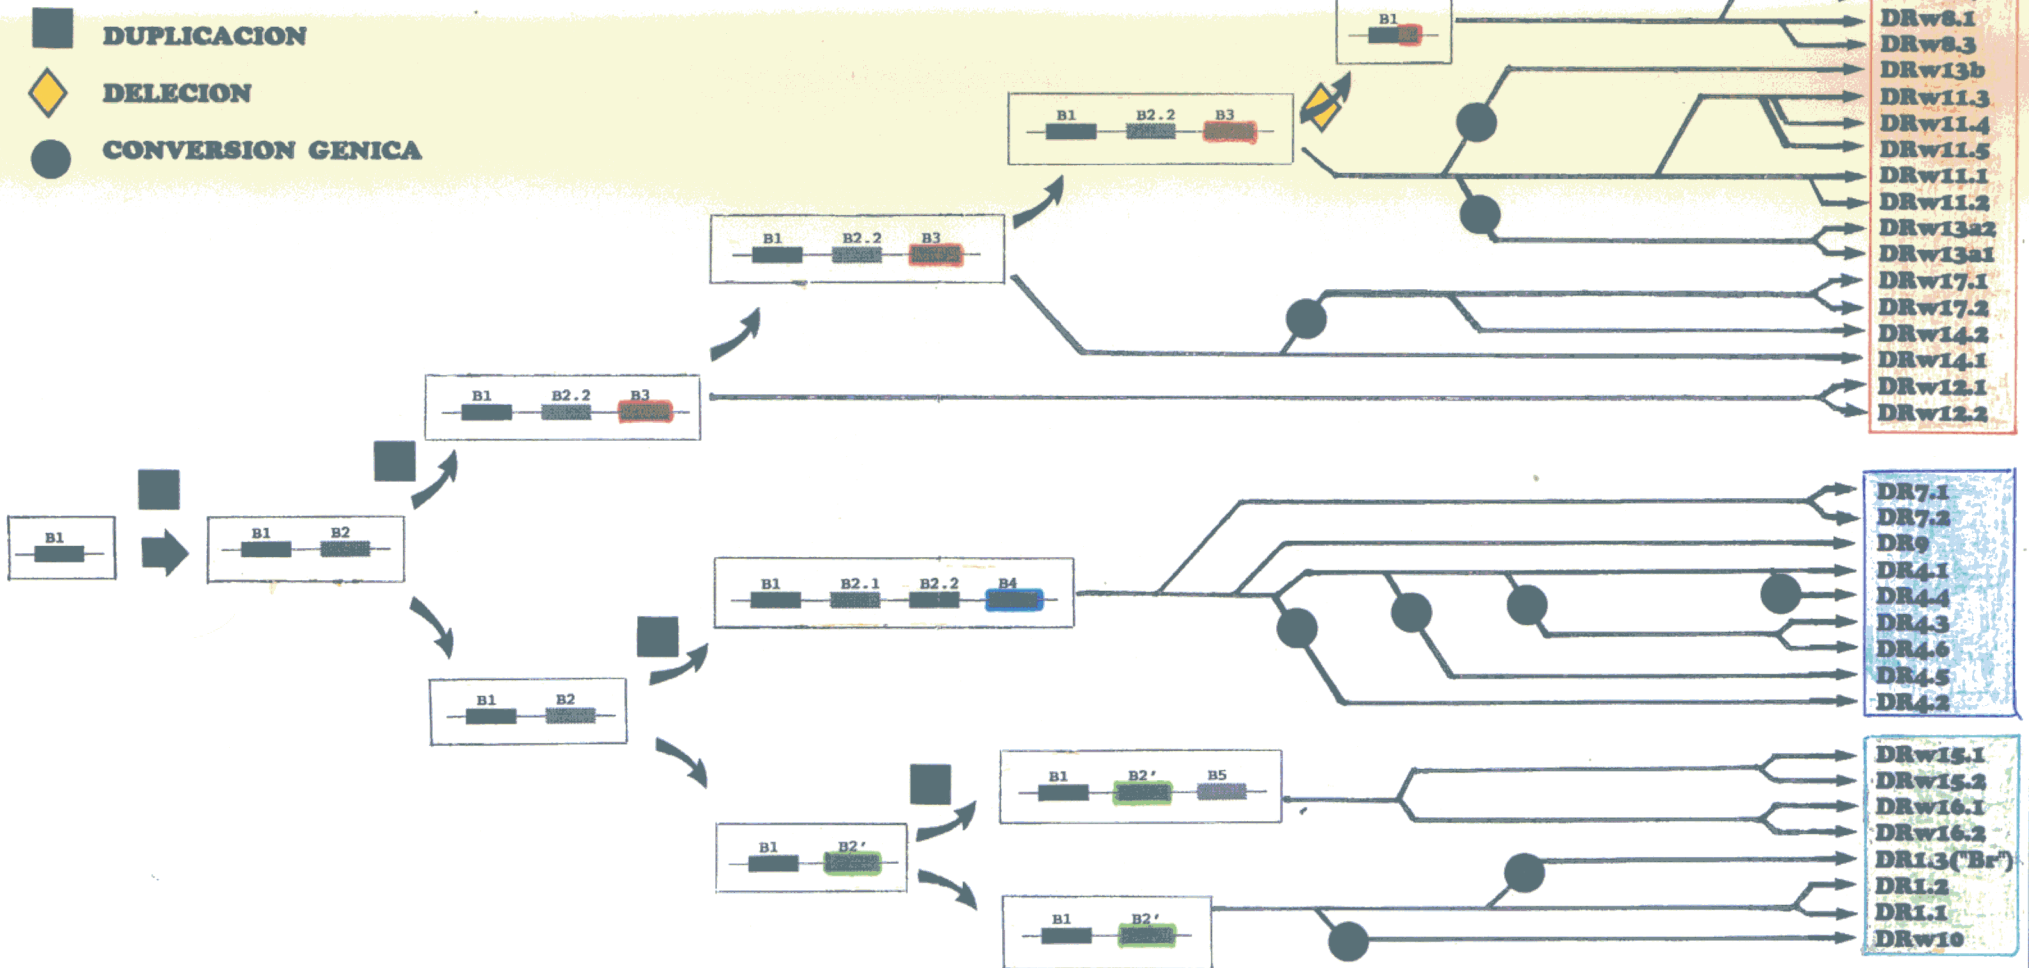 DUPLICACION
DELECION
CONVERSION GENICA
B1
B1 B2.2 B3
B1 B2.2 B3
B1 B2.2 B3
B1
B1 B2
B1 B2.1 B2.2 B4
B1 B2
B1 B2' B5
B1 B2'
B1 B2'
DRw8.1
DRw8.3
DRw13b
DRw11.3
DRw11.4
DRw11.5
DRw11.1
DRw11.2
DRw13a2
DRw13a1
DRw17.1
DRw17.2
DRw14.2
DRw14.1
DRw12.1
DRw12.2
DR7.1
DR7.2
DR9
DR4.1
DR4.4
DR4.3
DR4.6
DR4.5
DR4.2
DRw15.1
DRw15.2
DRw16.1
DRw16.2
DR1.3("Br")
DR1.2
DR1.1
DRw10